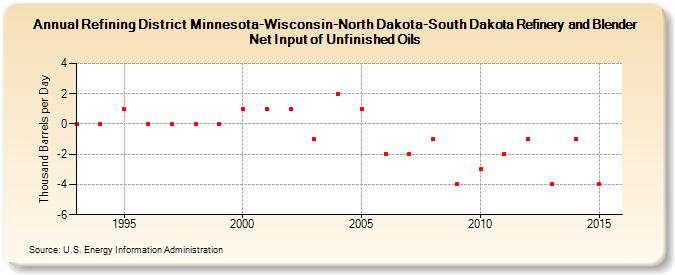 Annual Refining District Minnesota-Wisconsin-North Dakota-South Dakota Refinery and Blender
Net Input of Unfinished Oils
Thousand Barrels per Day
4
2
0
-2
-4
-6
1995
2000
2005
2010
2015
Source: U.S. Energy Information Administration